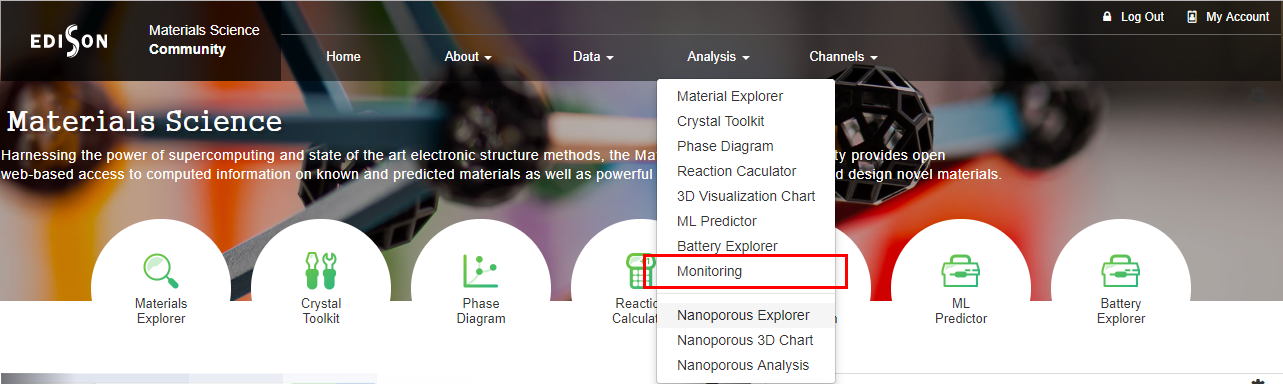 Log Out My Account
EDISON Materials Science
Community
Home About Data Analysis Channels
Material Explorer
Crystal Toolkit
Phase Diagram
Reaction Caculator
3D Visualization Chart
ML Predictor
Battery Explorer
Monitoring
Nanoporous Explorer
Nanoporous 3D Chart
Nanoporous Analysis
Materials Science
Harnessing the power of supercomputing and state of the art electronic structure methods, the Ma ty provides open
web-based access to computed information on known and predicted materials as well as powerful d design novel materials.
Materials
Explorer
Crystal
Toolkit
Phase
Diagram
Reactio
Calculat
ML
Predictor
Battery
Explorer